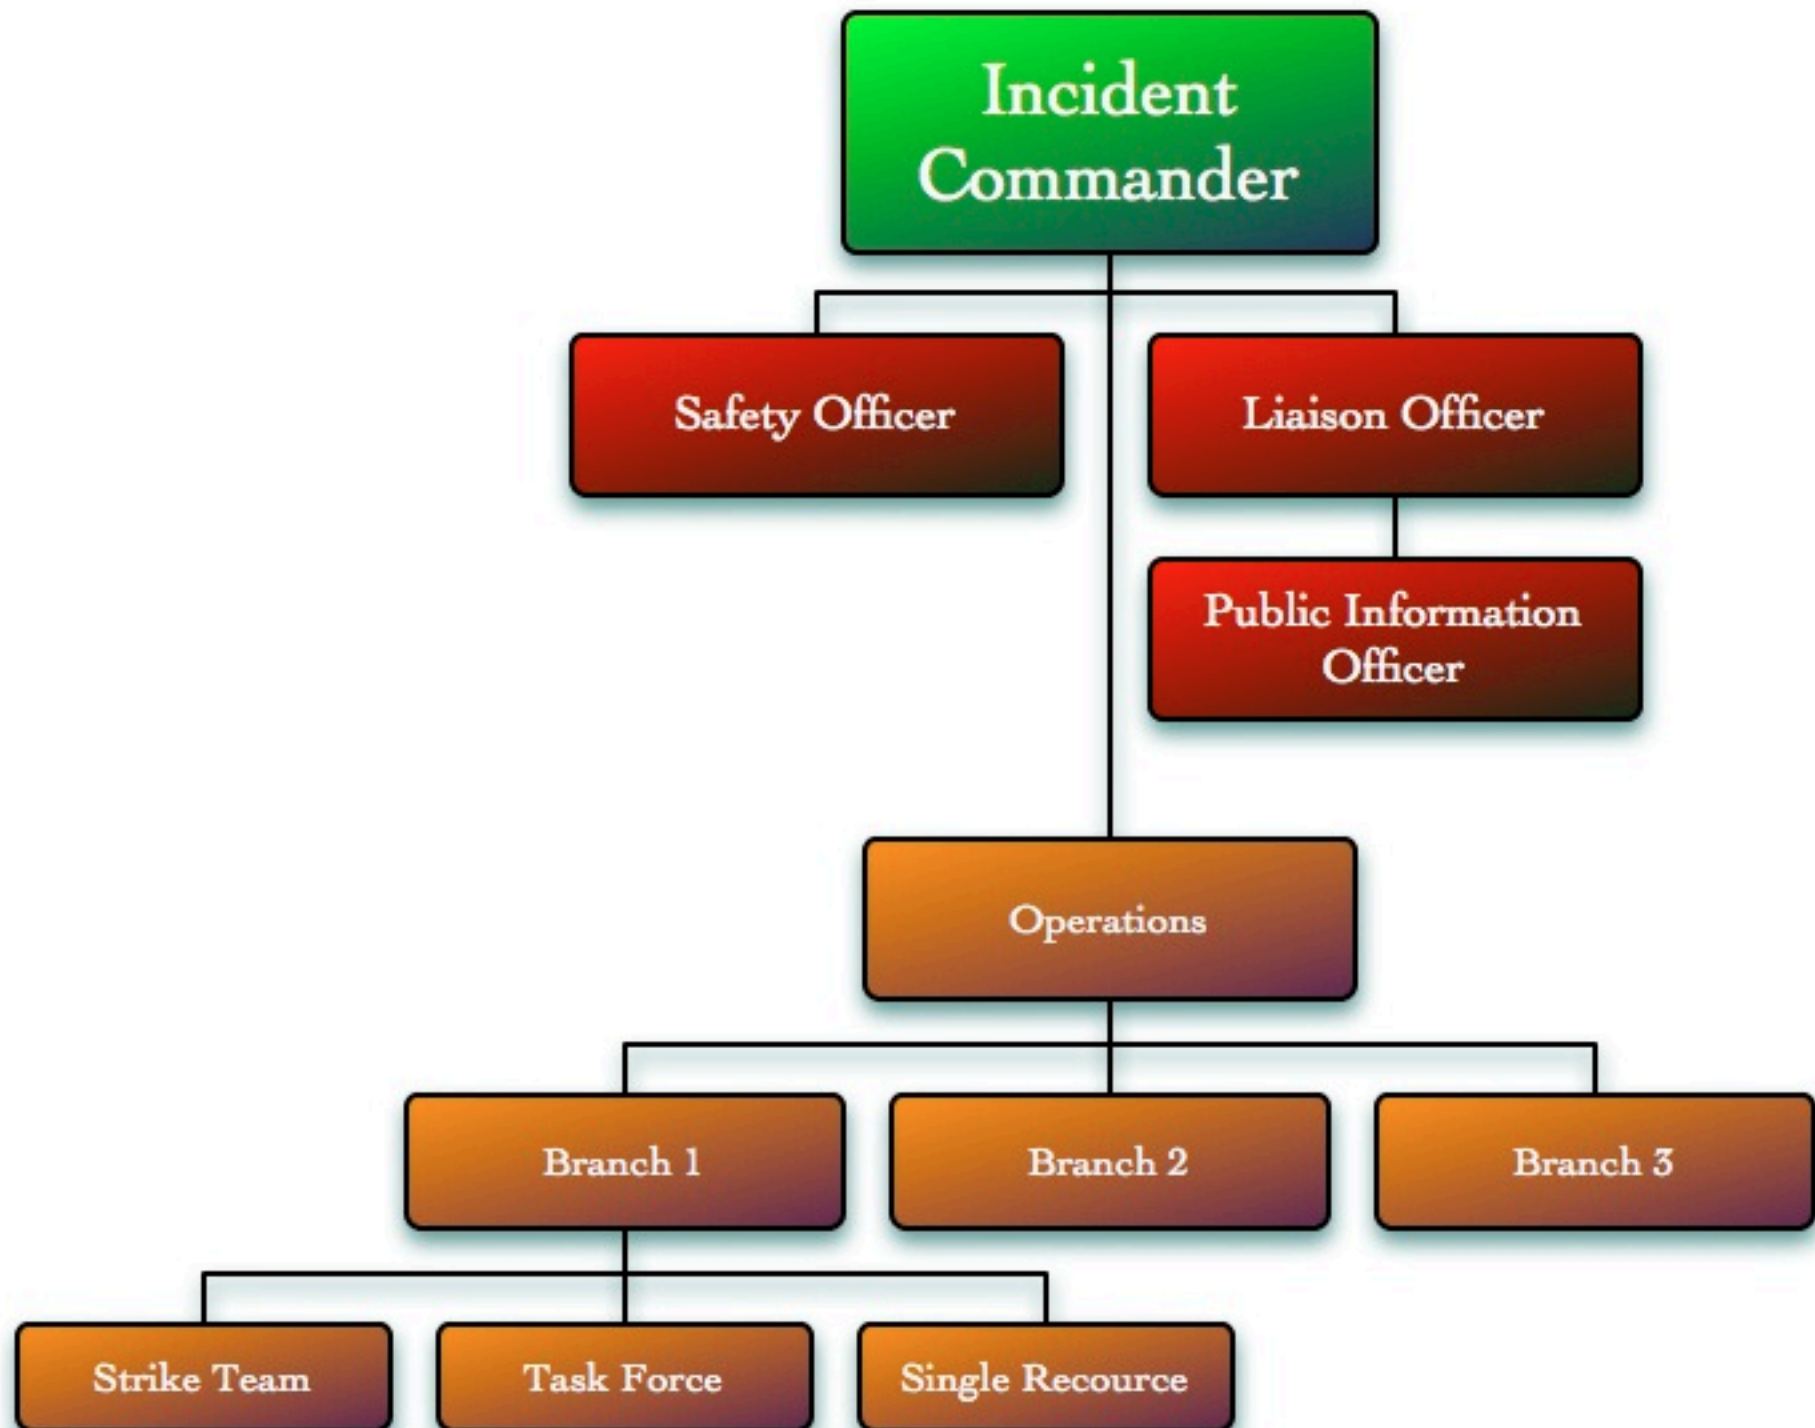 Incident
Commander
Safety Officer
Liaison Officer
Public Information
Officer
Operations
Branch 1
Branch 2
Branch 3
Strike Team
Task Force
Single Recource